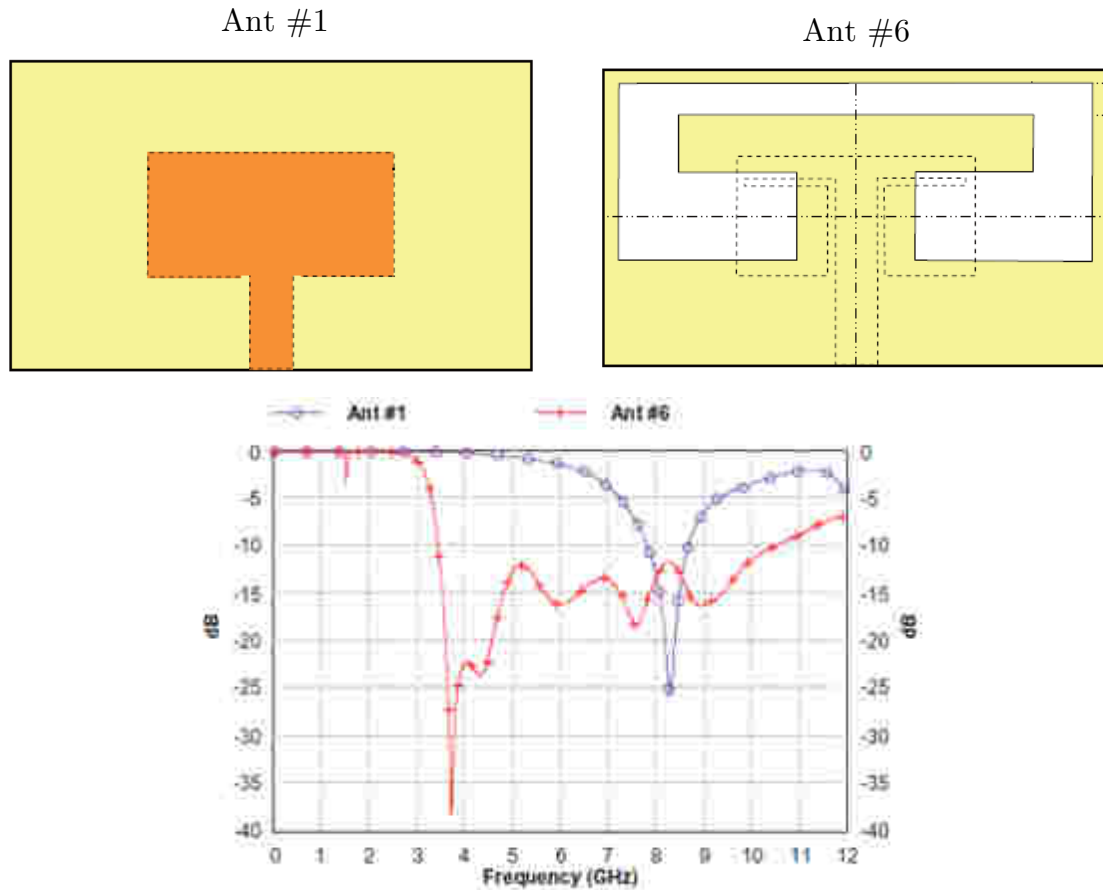 Ant #1
Ant #6
Ant #1 Ant #6
0 0
-5 -5
-10 -10
-15 -15
-20 -20
-25 -25
-30 -30
-35 -35
-40 -40
dB dB
0 1 2 3 4 5 6 7 8 9 10 11 12
Frequency (GHz)